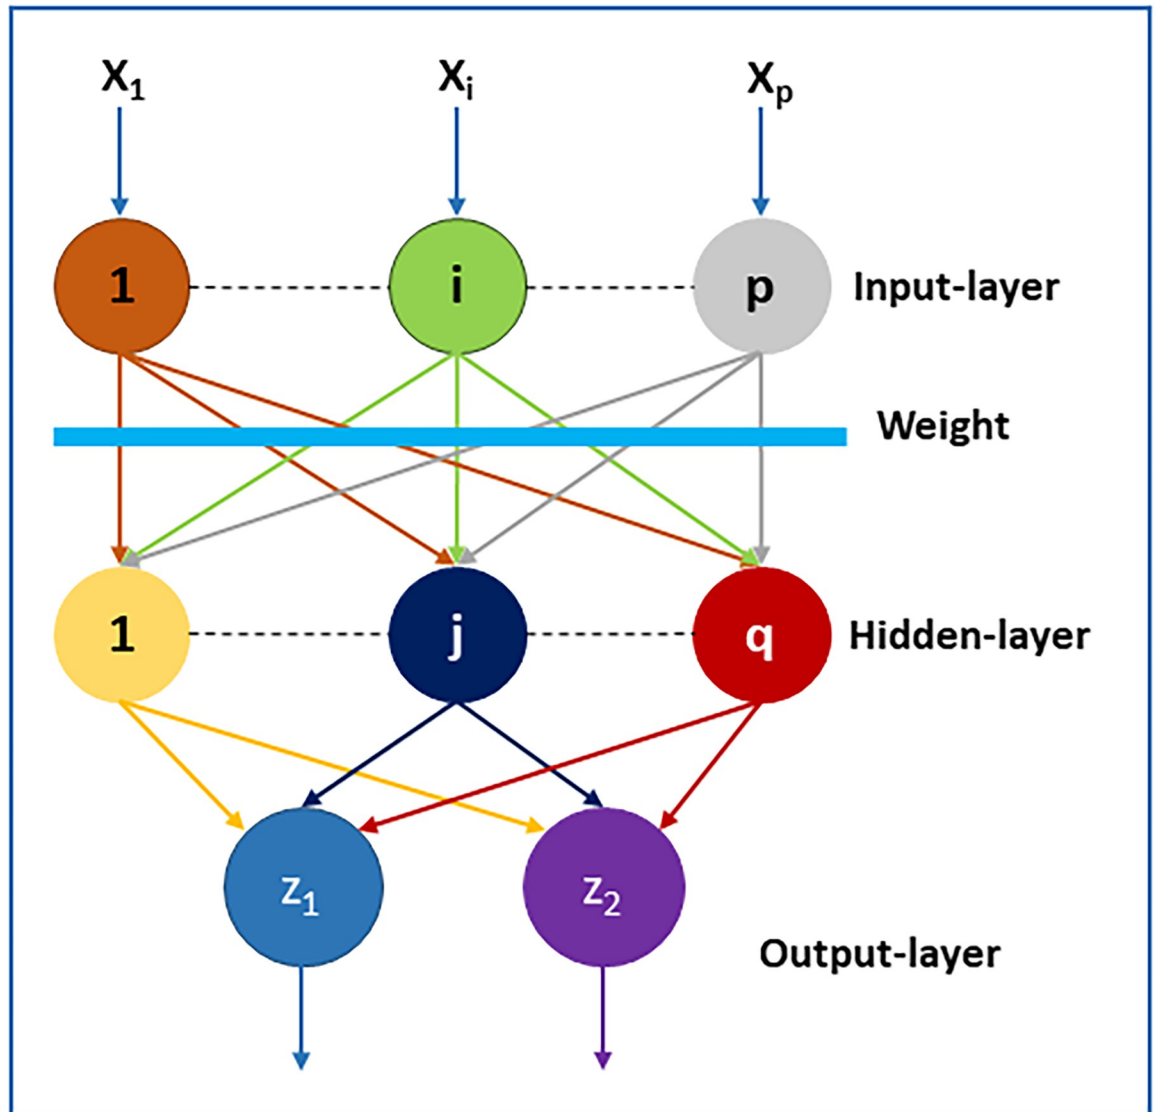 X₁ Xᵢ Xₚ
1 i p Input-layer
Weight
1 j q Hidden-layer
z₁ z₂
Output-layer